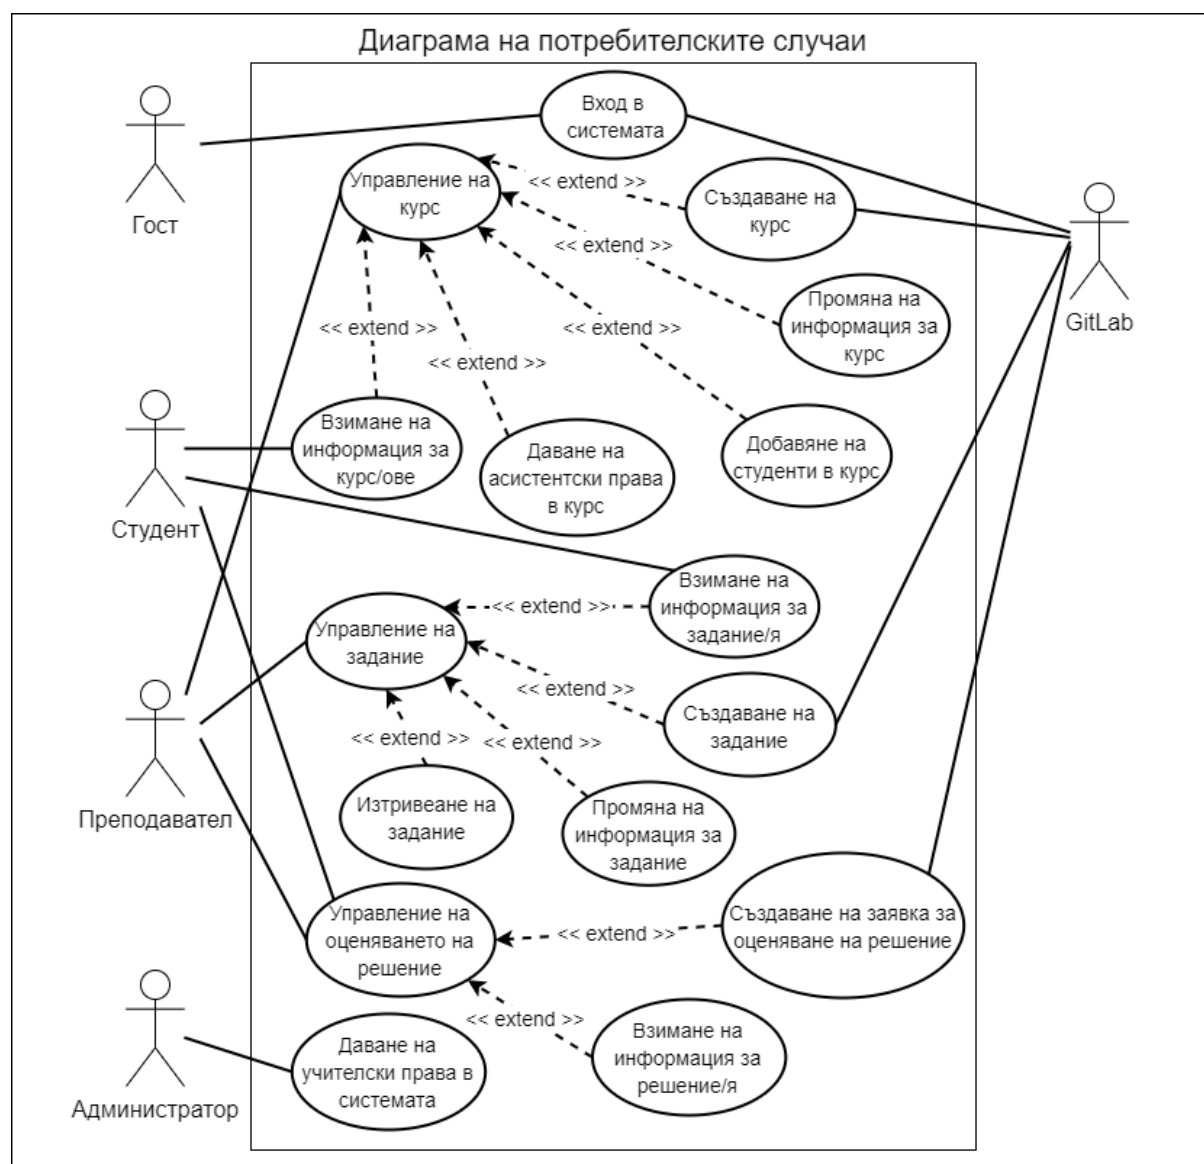 Диаграма на потребителските случаи
Вход в
системата
Гост
Управление на
курс
<< extend >>
Създаване на
курс
<< extend >>
GitLab
Промяна на
информация за
курс
<< extend >>
<< extend >>
<< extend >>
Студент
Взимане на
информация за
курс/ове
Даване на
асистентски права
в курс
Добавяне на
студенти в курс
Взимане на
информация за
задание/я
<< extend >>
Управление на
задание
<< extend >>
Създаване на
задание
<< extend >>
<< extend >>
Преподавател
Изтривеане на
задание
Промяна на
информация за
задание
Управление на
оценяването на
решение
<< extend >>
Създаване на заявка за
оценяване на решение
<< extend >>
Администратор
Даване на
учителски права в
системата
Взимане на
информация за
решение/я